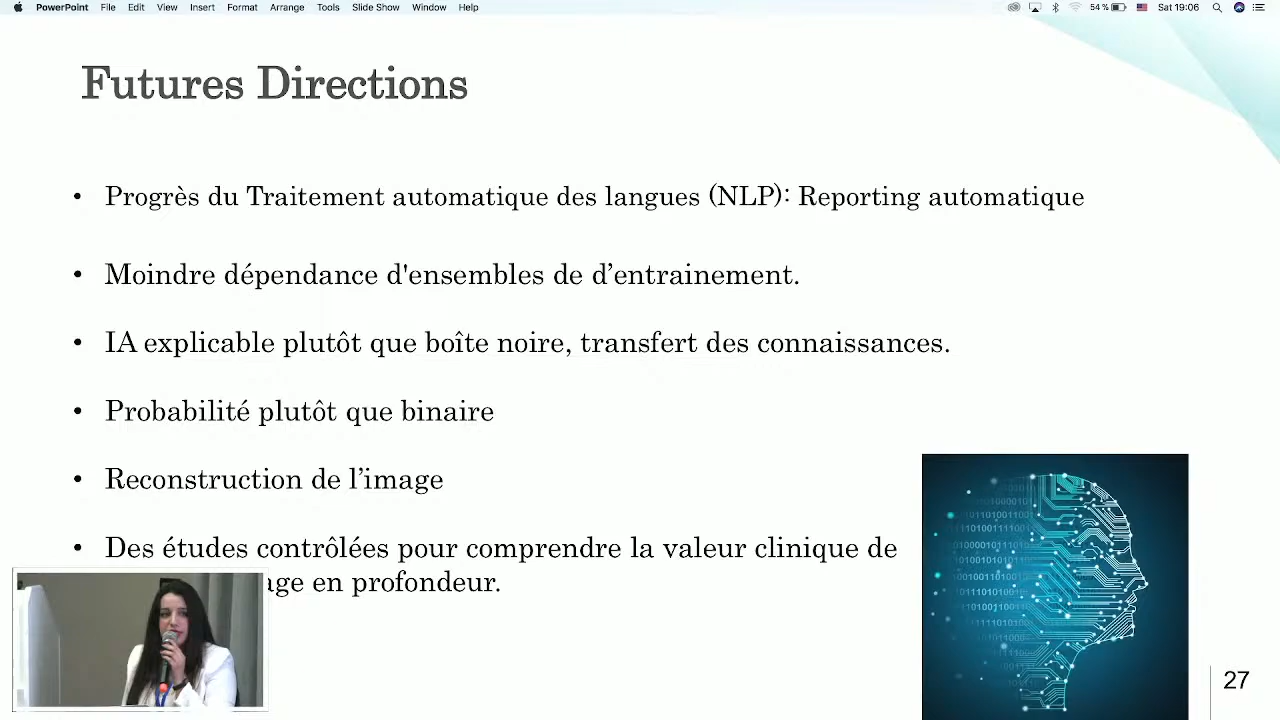 PowerPoint File Edit View Insert Format Arrange Tools Slide Show Window Help 54% Sat 19:06
Futures Directions
• Progrès du Traitement automatique des langues (NLP): Reporting automatique
• Moindre dépendance d'ensembles de d’entrainement.
• IA explicable plutôt que boîte noire, transfert des connaissances.
• Probabilité plutôt que binaire
• Reconstruction de l’image
• Des études contrôlées pour comprendre la valeur clinique de
age en profondeur.
27